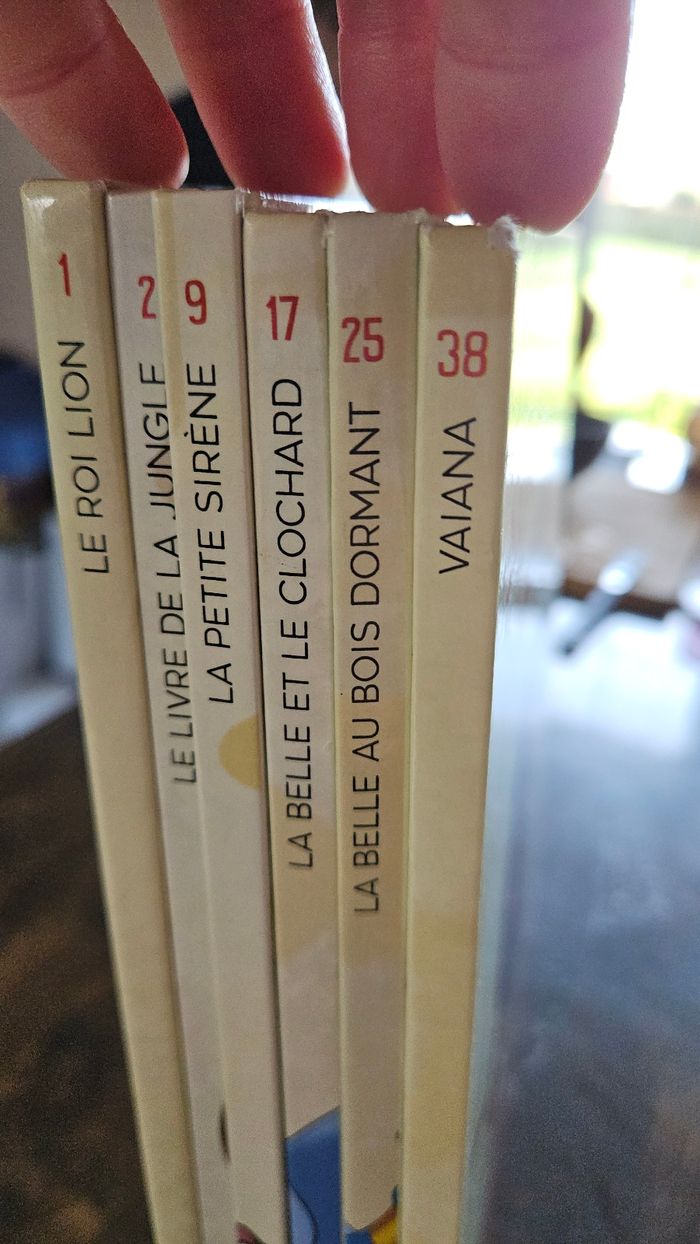 1 LE ROI LION
2 LE LIVRE DE LA JUNGLE
9 LA PETITE SIRÈNE
17 LA BELLE ET LE CLOCHARD
25 LA BELLE AU BOIS DORMANT
38 VAIANA